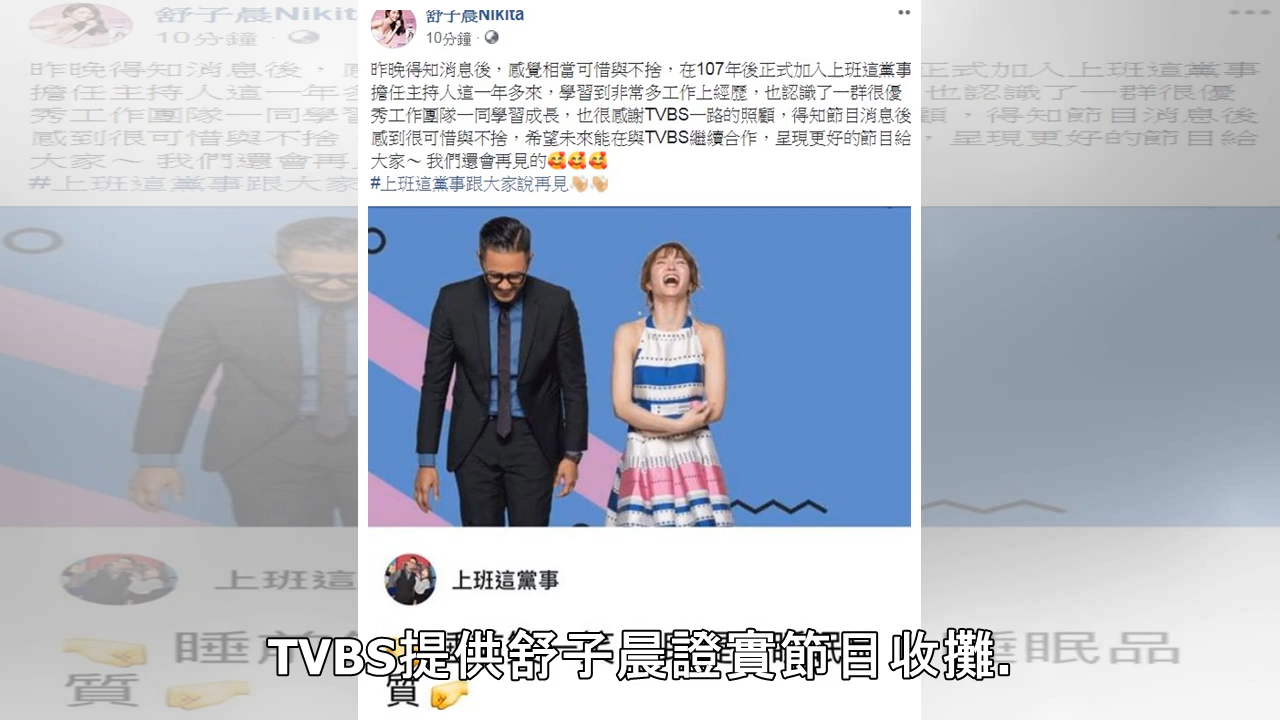 舒子晨Nikita
10分鐘 ·
昨晚得知消息後，感覺相當可惜與不捨，在107年後正式加入上班這黨事
擔任主持人這一年多來，學習到非常多工作上經歷，也認識了一群很優
秀工作團隊一同學習成長，也很感謝TVBS一路的照顧，得知節目消息後
感到很可惜與不捨，希望未來能在與TVBS繼續合作，呈現更好的節目給
大家～ 我們還會再見的🥰🥰🥰
#上班這黨事跟大家說再見👋🏼👋🏼
上班這黨事
TVBS提供舒子晨證實節目收攤.
質🤛